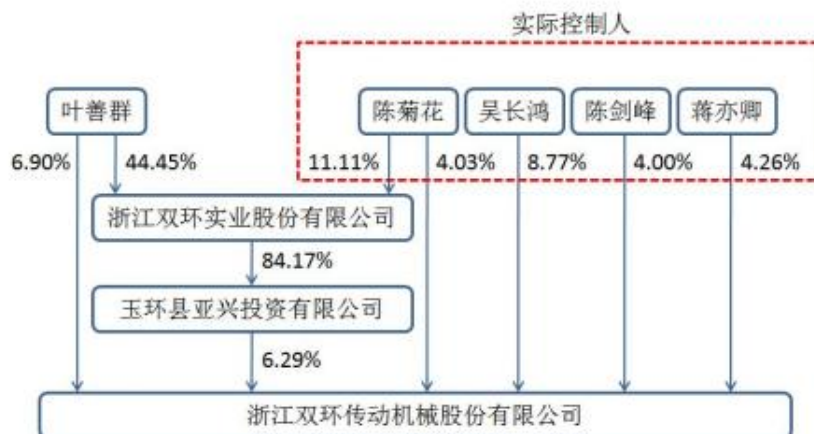 实际控制人
叶善群
陈菊花
吴长鸿
陈剑峰
蒋亦卿
6.90%
44.45%
11.11%
4.03%
8.77%
4.00%
4.26%
浙江双环实业股份有限公司
84.17%
玉环县亚兴投资有限公司
6.29%
浙江双环传动机械股份有限公司